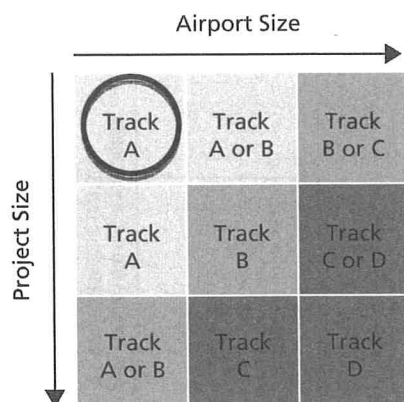 Airport Size
Project Size
Track
A
Track
A or B
Track
B or C
Track
A
Track
B
Track
C or D
Track
A or B
Track
C
Track
D